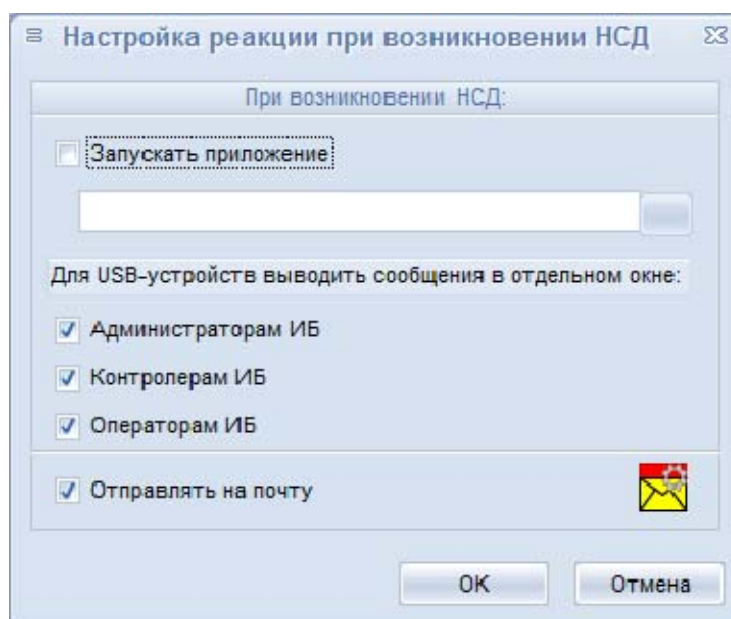 Настройка реакции при возникновении НСД
При возникновении НСД:
Запускать приложение
Для USB-устройств выводить сообщения в отдельном окне:
Администраторам ИБ
Контролерам ИБ
Операторам ИБ
Отправлять на почту
OK
Отмена